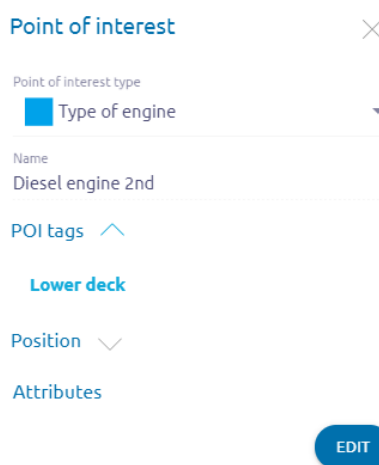 Point of interest
Point of interest type
Type of engine
Name
Diesel engine 2nd
POI tags
Lower deck
Position
Attributes
EDIT